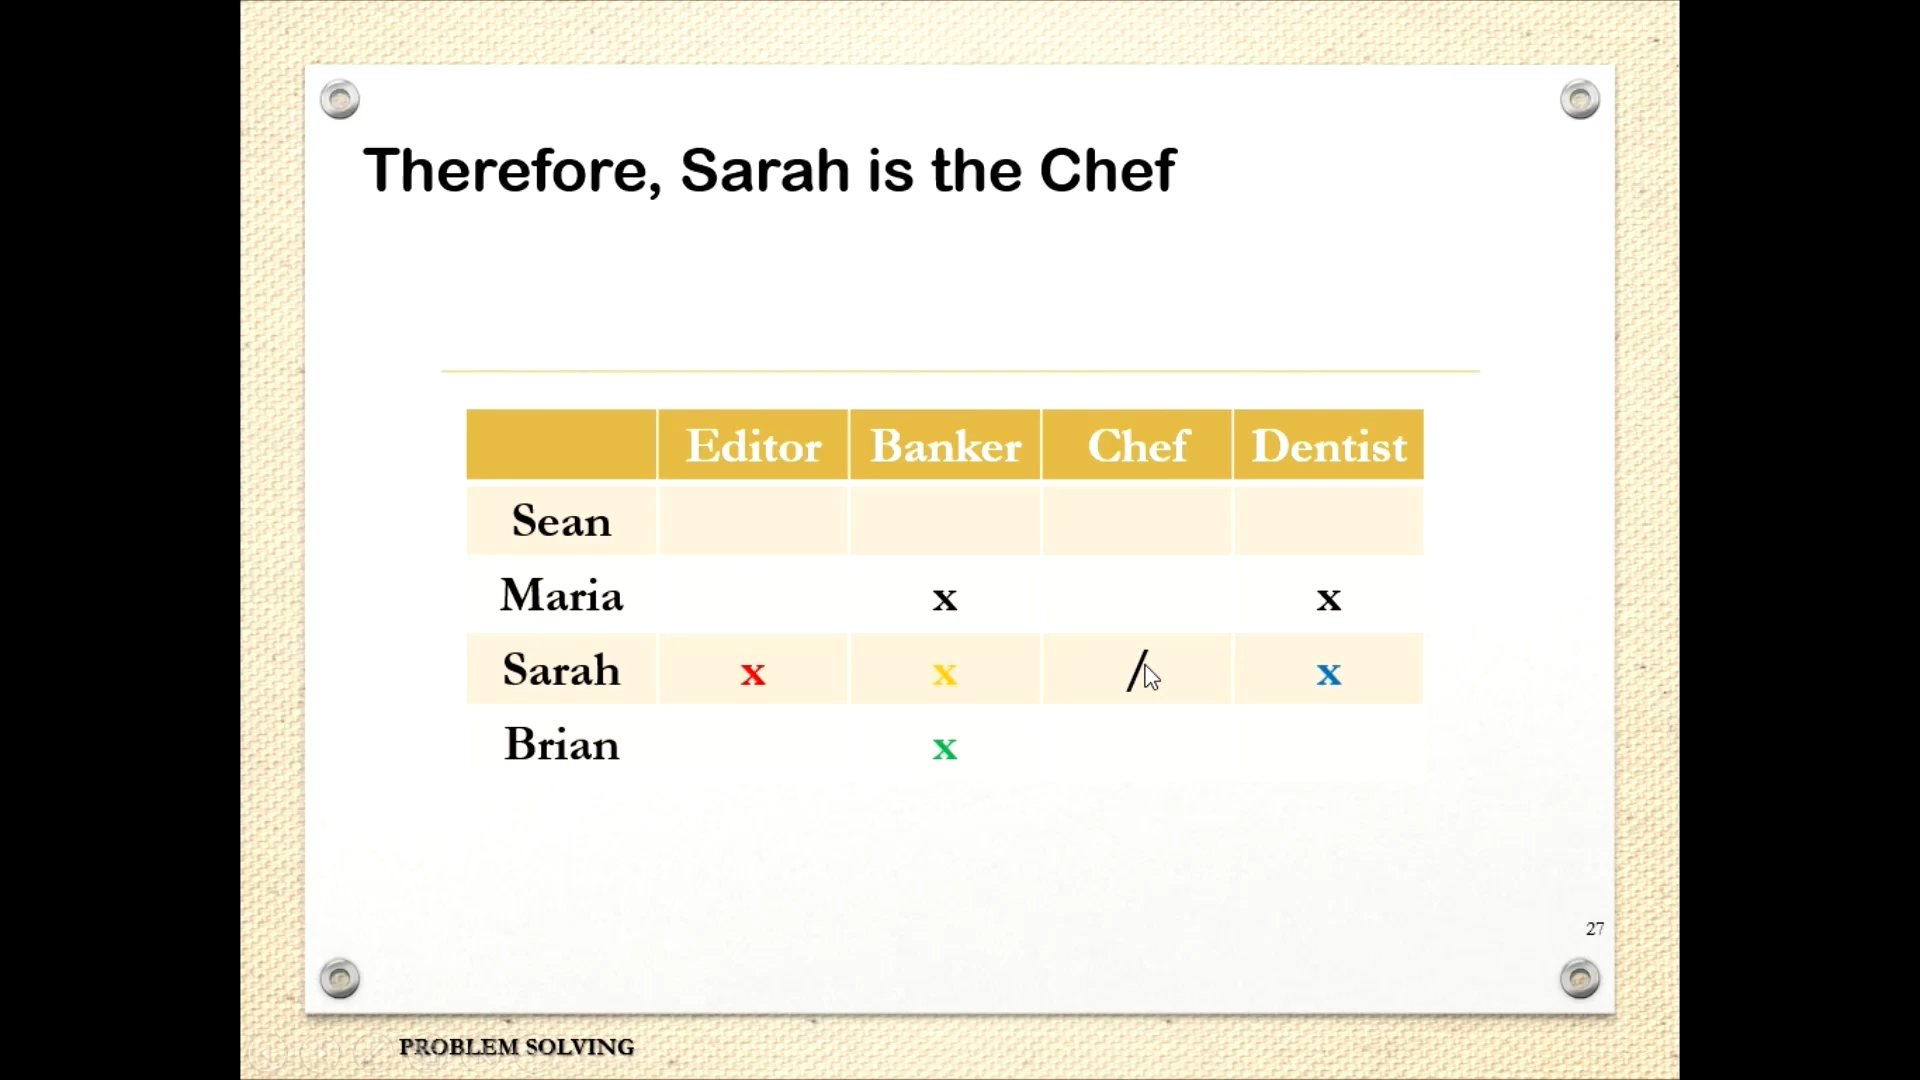 Therefore, Sarah is the Chef
Editor Banker Chef Dentist
Sean
Maria x x
Sarah x x / x
Brian x
27
PROBLEM SOLVING